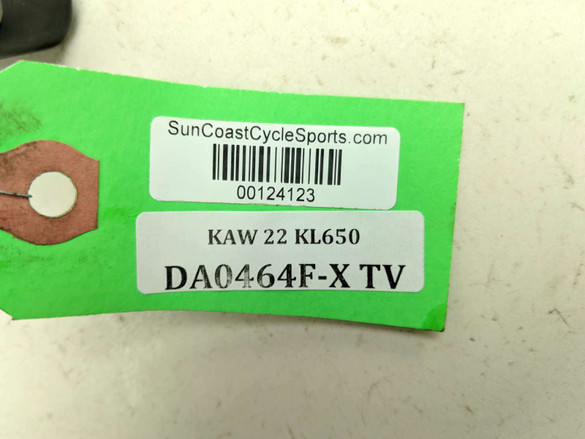 SunCoastCycleSports.com
00124123
KAW 22 KL650
DA0464F-X TV